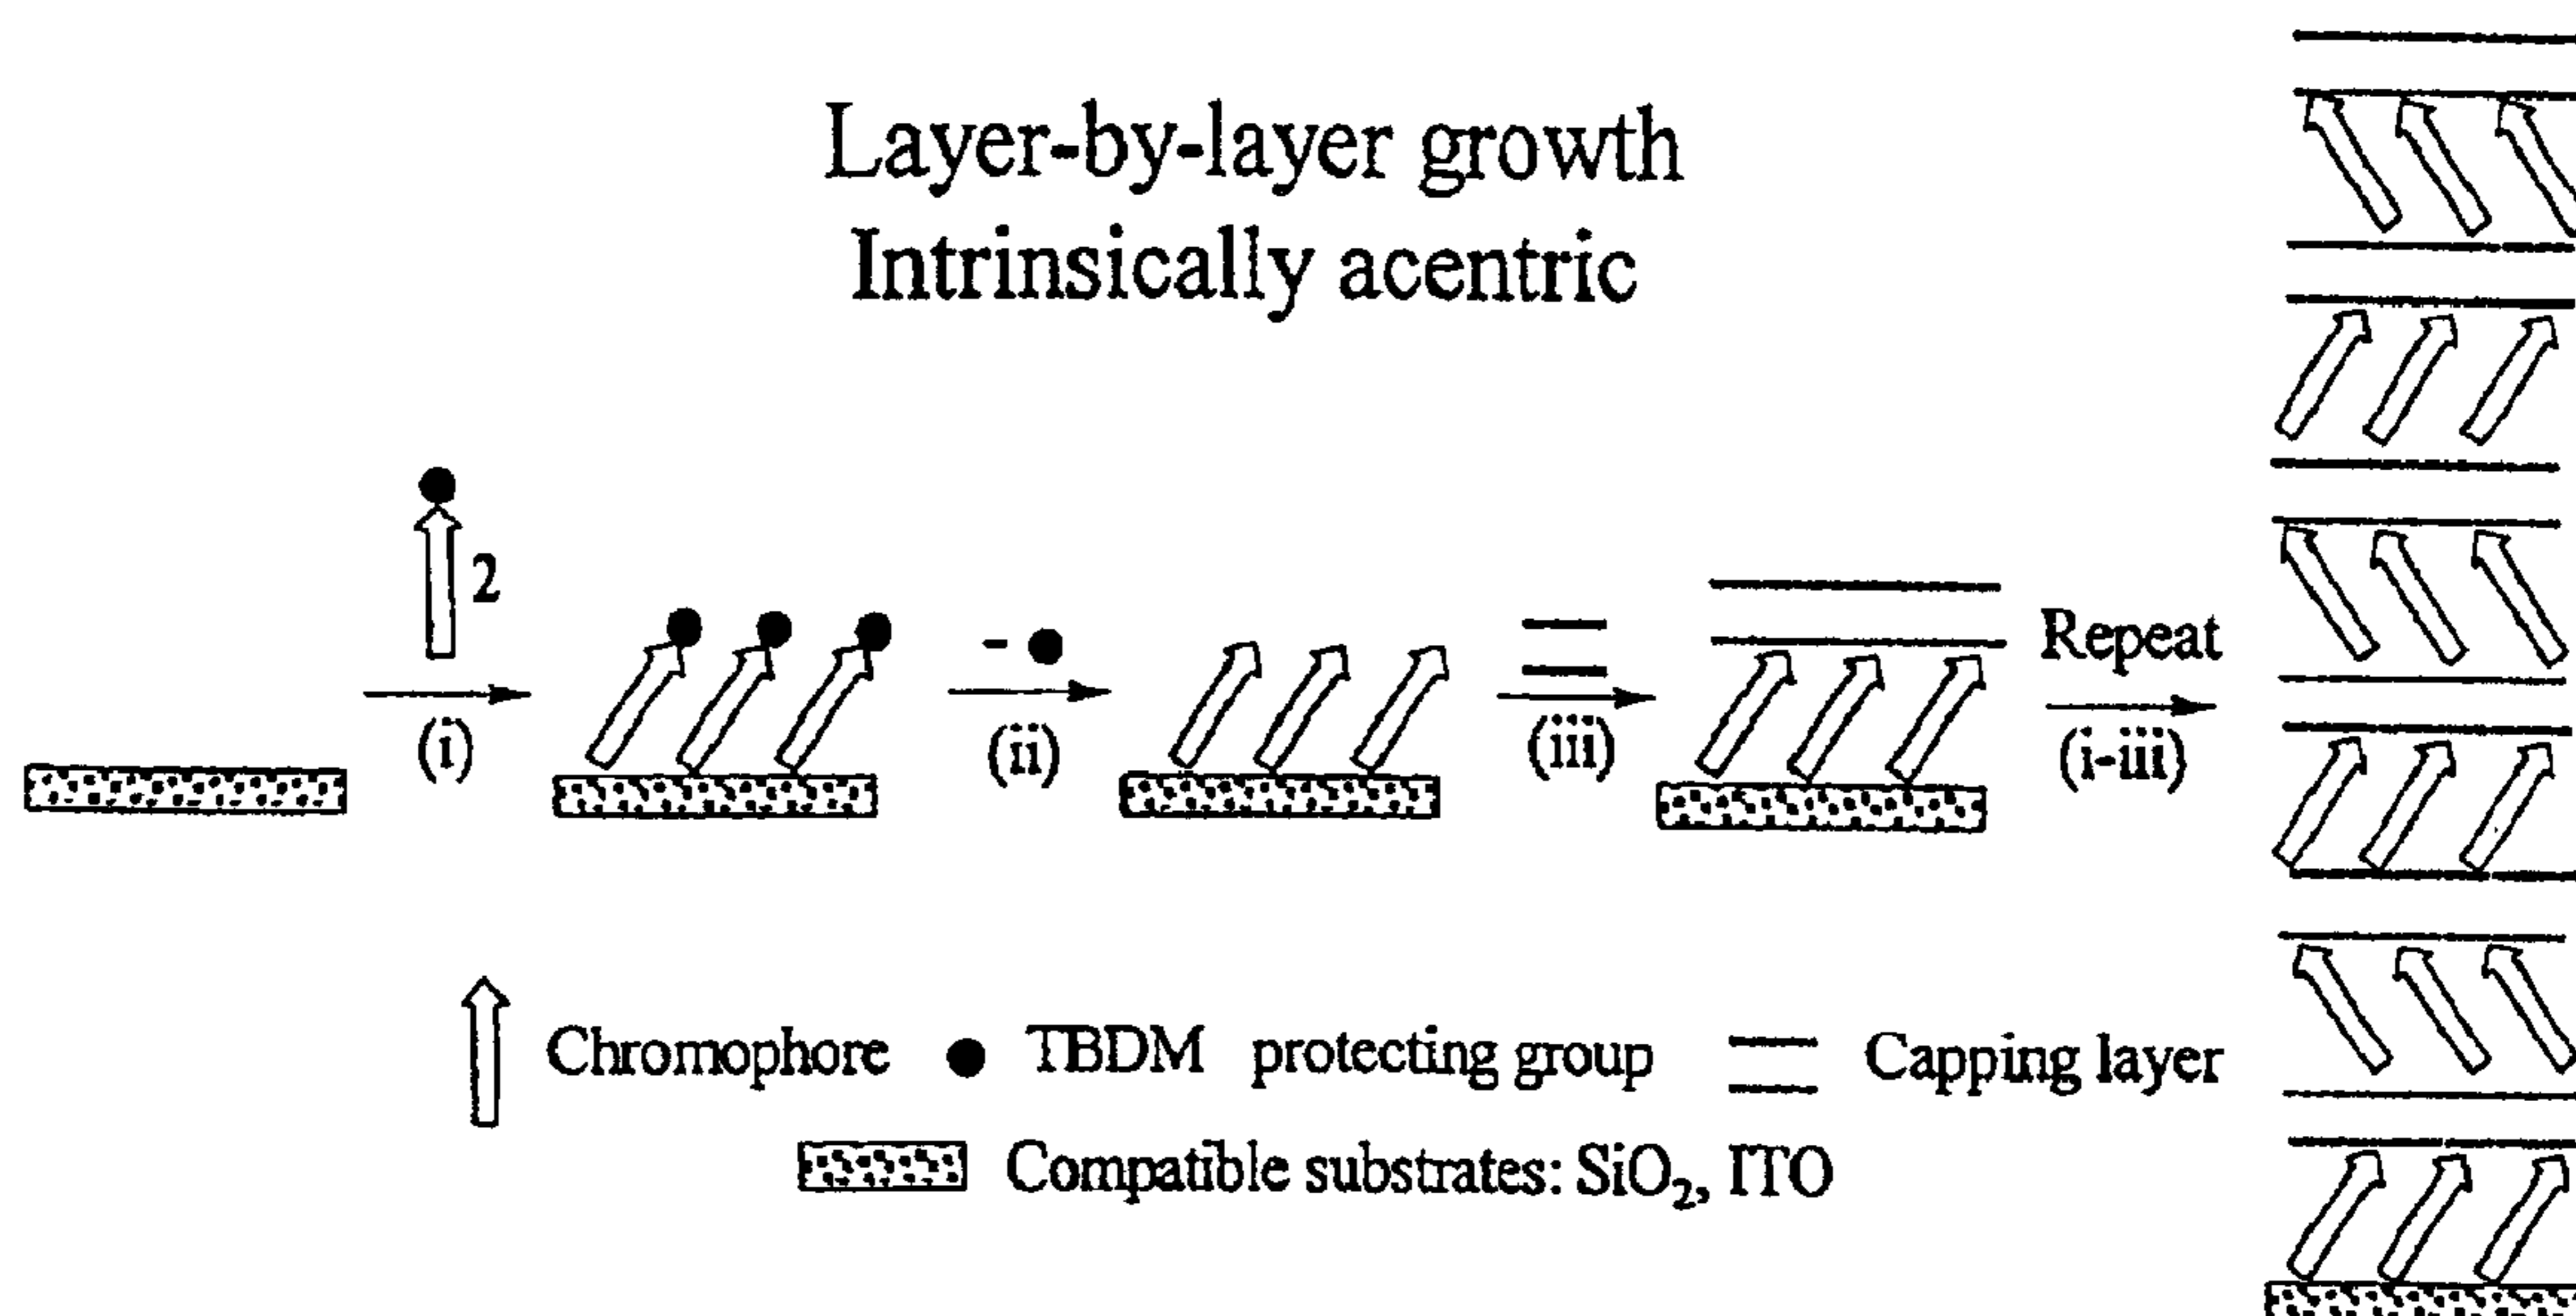 Layer-by-layer growth
Intrinsically acentric
2
(i)
-
(ii)
(iii)
Repeat
(i-iii)
Chromophore
TBDM protecting group
Capping layer
Compatible substrates: SiO₂, ITO